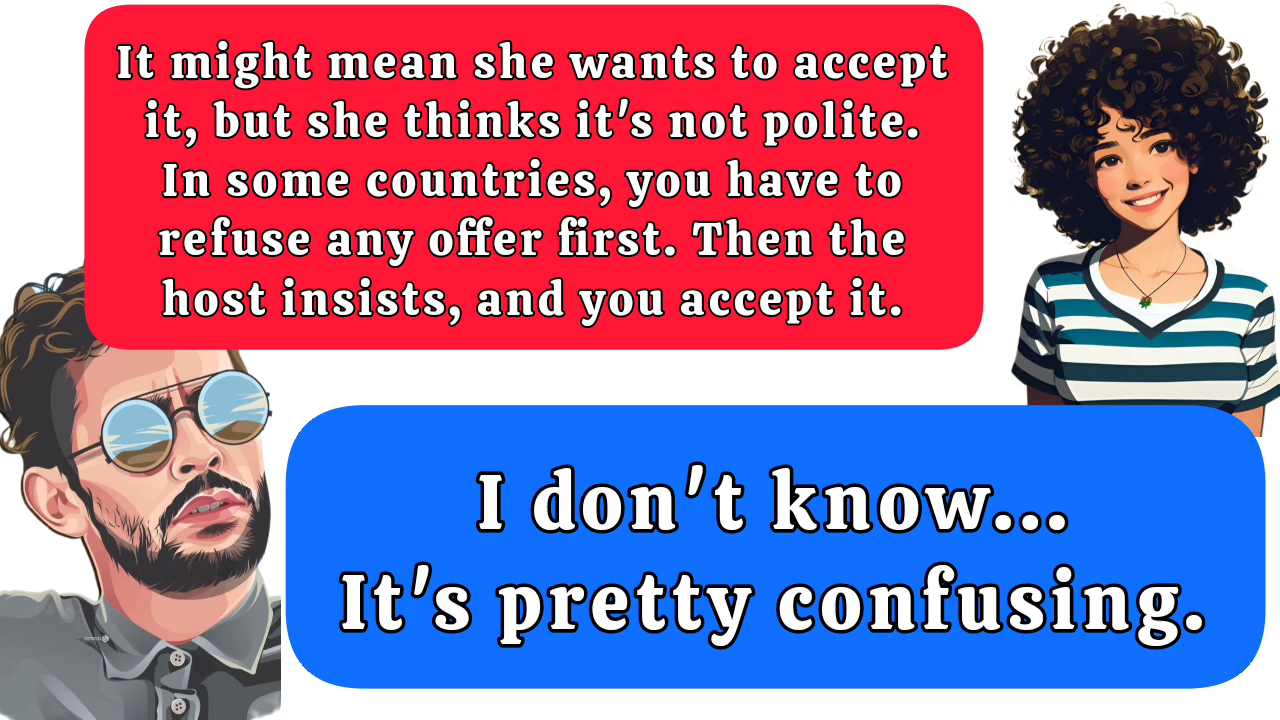 It might mean she wants to accept
it, but she thinks it's not polite.
In some countries, you have to
refuse any offer first. Then the
host insists, and you accept it.
I don't know...
It's pretty confusing.